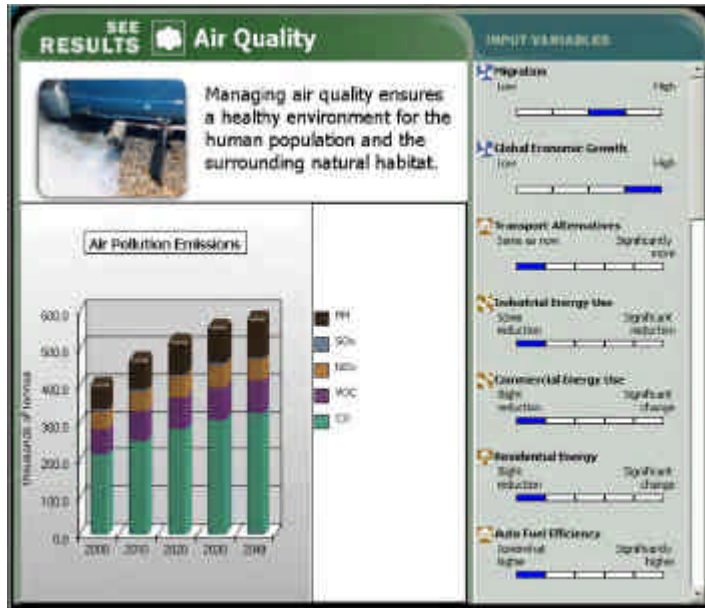 SEE
RESULTS
Air Quality
Managing air quality ensures
a healthy environment for the
human population and the
surrounding natural habitat.
Air Pollution Emissions
thousands of tonnes
600.0
500.0
400.0
300.0
200.0
100.0
0.0
2000 2010 2020 2030 2040
PM
SOx
NOx
VOC
CO
INPUT VARIABLES
Migration
Low High
Global Economic Growth
Low High
Transport Alternatives
Same as now Significantly
more
Industrial Energy Use
Some Significant
reduction reduction
Commercial Energy Use
Slight Significant
reduction change
Residential Energy
Slight Significant
reduction change
Auto Fuel Efficiency
Somewhat Significantly
higher higher